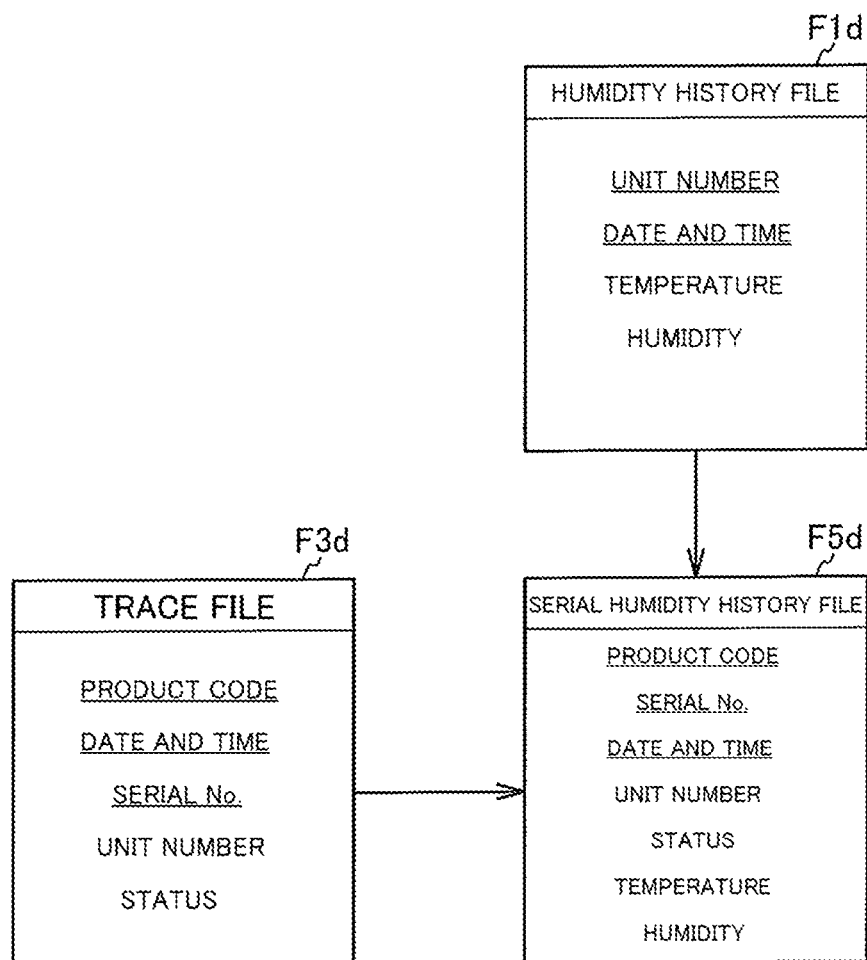 F1d
HUMIDITY HISTORY FILE
UNIT NUMBER
DATE AND TIME
TEMPERATURE
HUMIDITY
F3d
TRACE FILE
PRODUCT CODE
DATE AND TIME
SERIAL No.
UNIT NUMBER
STATUS
F5d
SERIAL HUMIDITY HISTORY FILE
PRODUCT CODE
SERIAL No.
DATE AND TIME
UNIT NUMBER
STATUS
TEMPERATURE
HUMIDITY